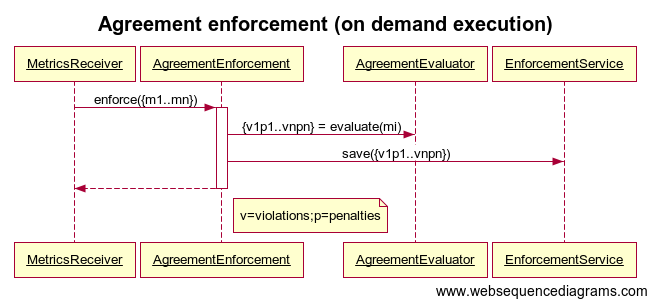 Agreement enforcement (on demand execution)
MetricsReceiver AgreementEnforcement AgreementEvaluator EnforcementService
enforce({m1..mn})
{v1p1..vnpn} = evaluate(mi)
save({v1p1..vnpn})
v=violations;p=penalties
MetricsReceiver AgreementEnforcement AgreementEvaluator EnforcementService
www.websequencediagrams.com